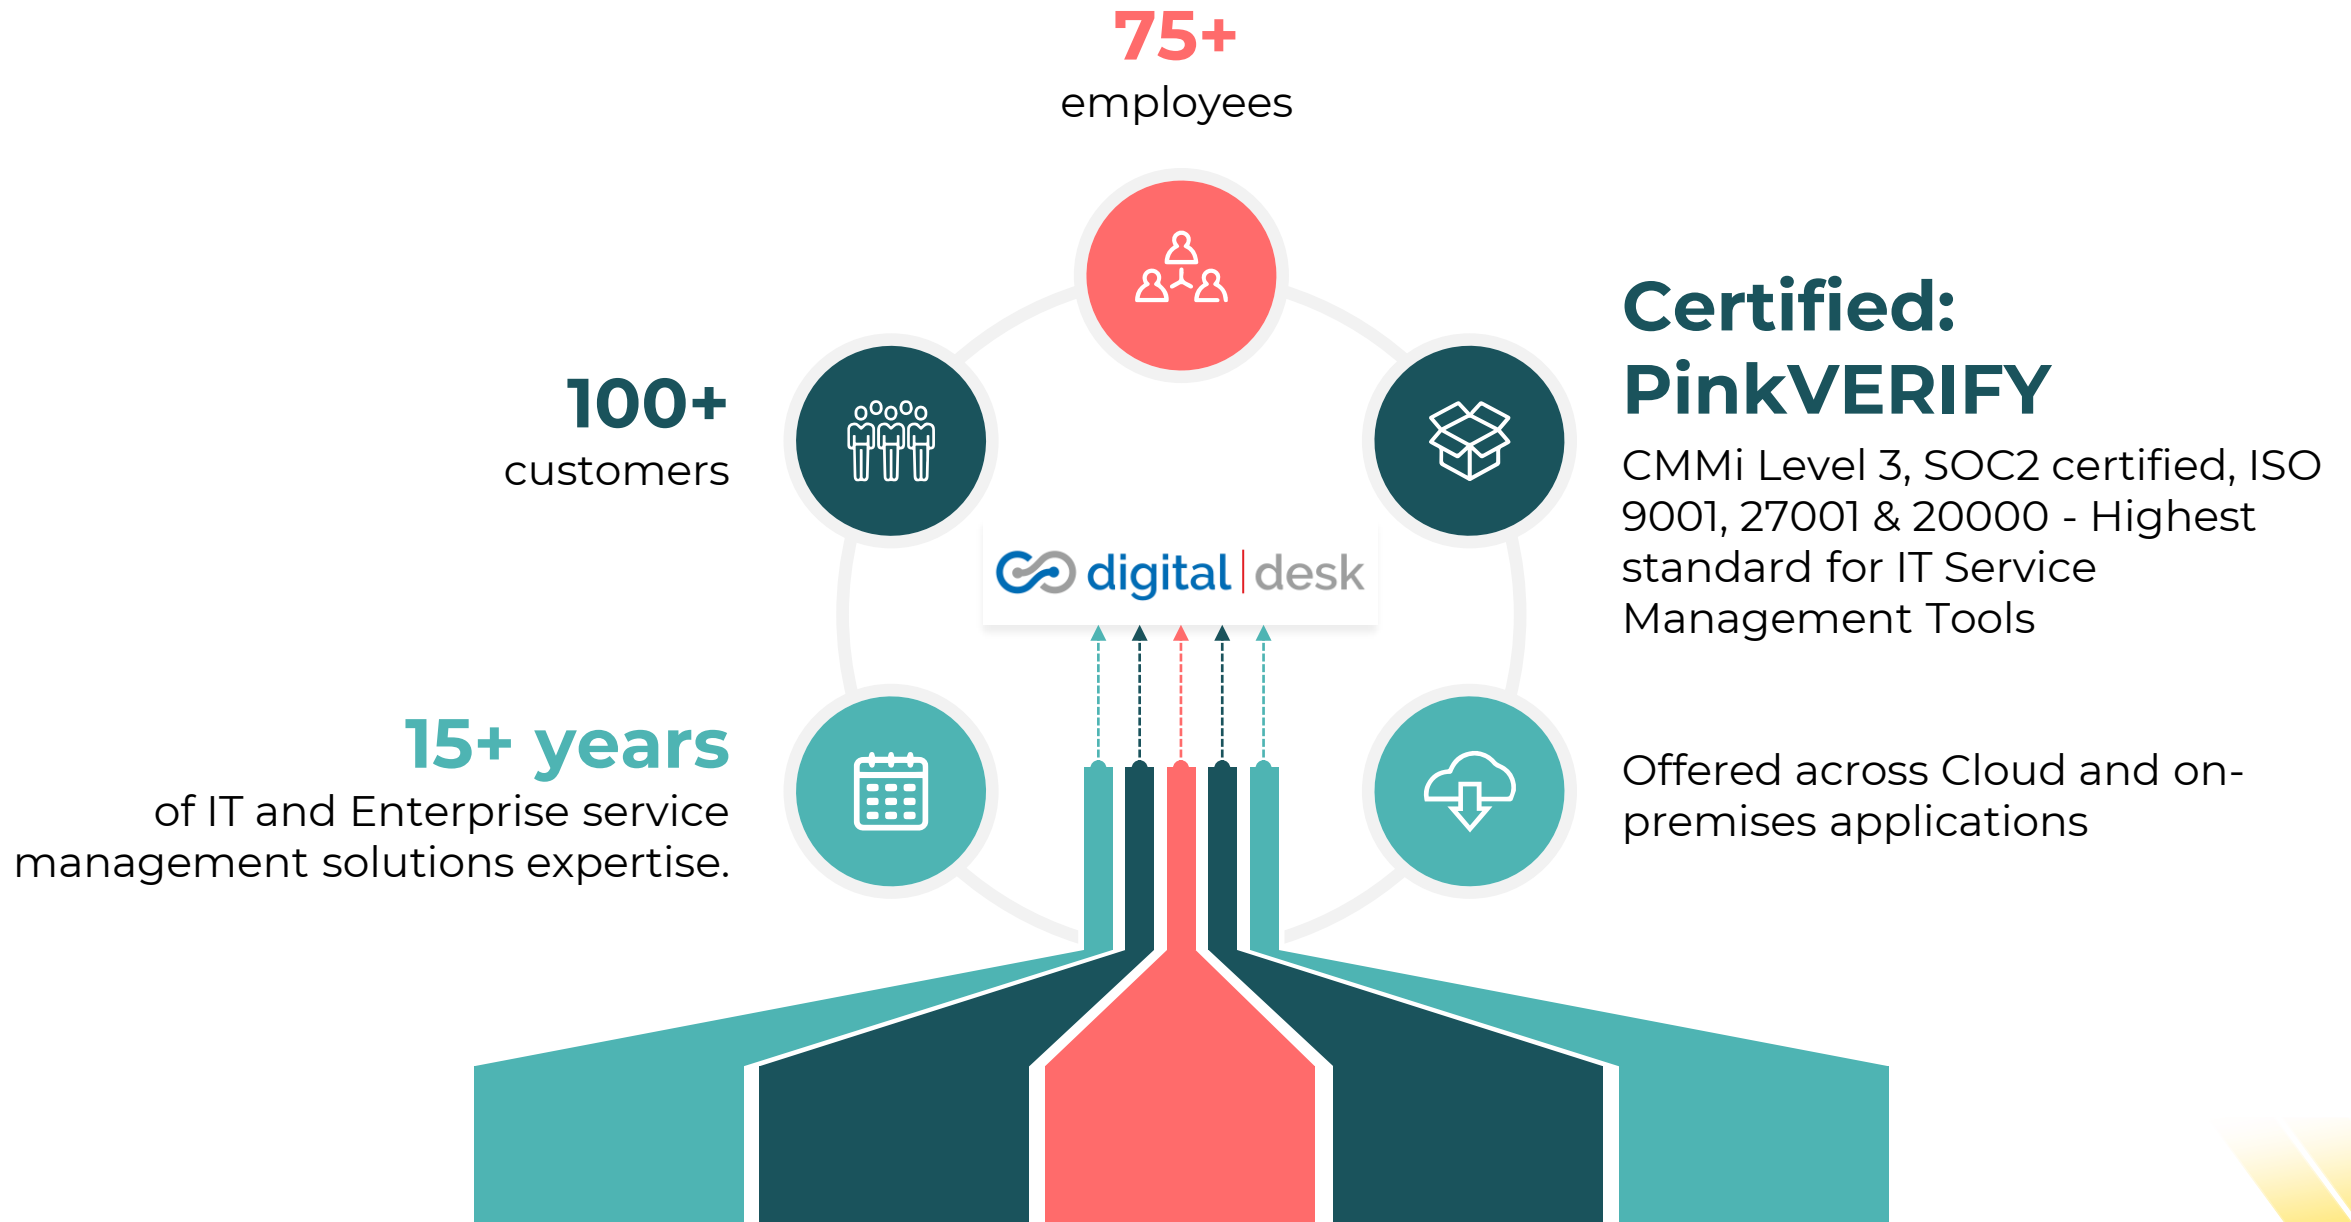 75+
employees
100+
customers
15+ years
of IT and Enterprise service
management solutions expertise.
digital desk
Certified:
PinkVERIFY
CMMi Level 3, SOC2 certified, ISO
9001, 27001 & 20000 - Highest
standard for IT Service
Management Tools
Offered across Cloud and on-
premises applications